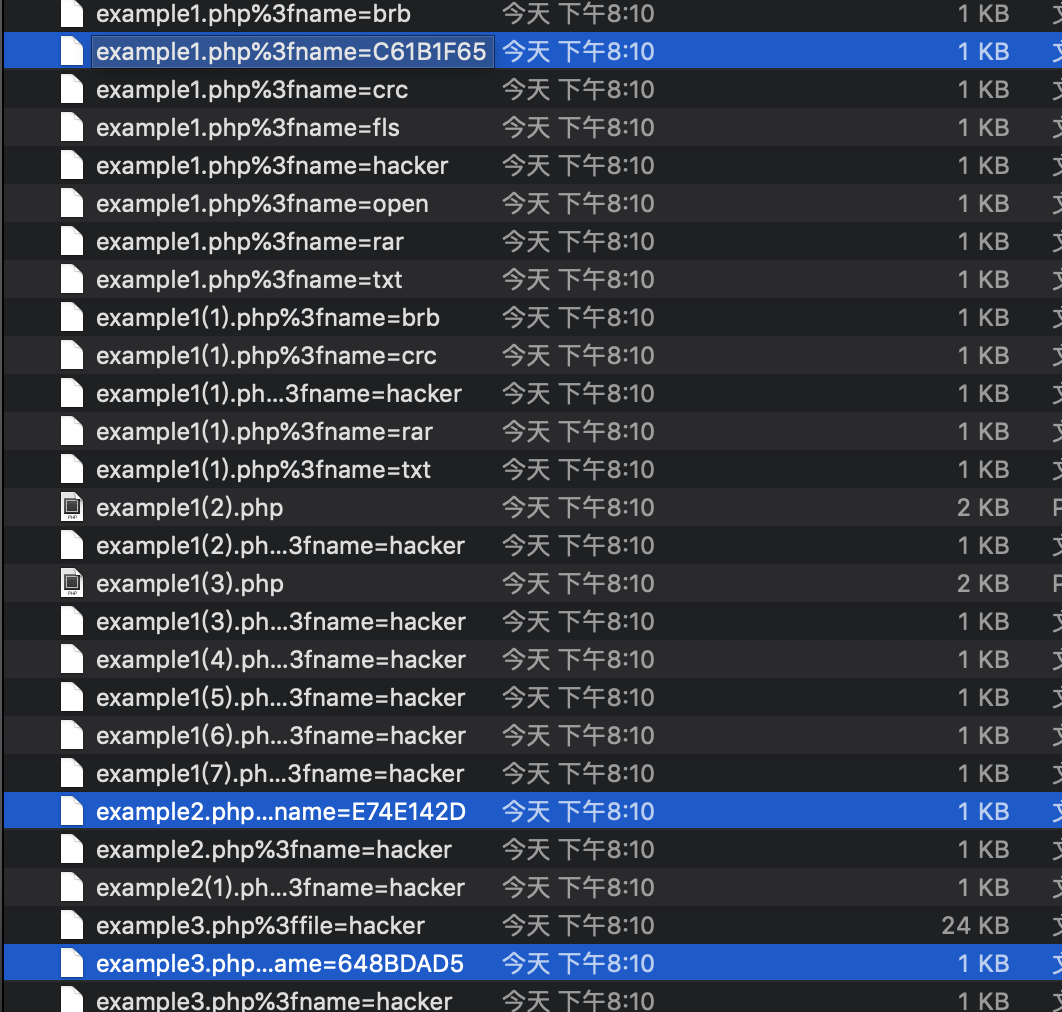 example1.php%3fname=brb 今天 下午8:10 1 KB
example1.php%3fname=C61B1F65 今天 下午8:10 1 KB
example1.php%3fname=crc 今天 下午8:10 1 KB
example1.php%3fname=fls 今天 下午8:10 1 KB
example1.php%3fname=hacker 今天 下午8:10 1 KB
example1.php%3fname=open 今天 下午8:10 1 KB
example1.php%3fname=rar 今天 下午8:10 1 KB
example1.php%3fname=txt 今天 下午8:10 1 KB
example1(1).php%3fname=brb 今天 下午8:10 1 KB
example1(1).php%3fname=crc 今天 下午8:10 1 KB
example1(1).ph...3fname=hacker 今天 下午8:10 1 KB
example1(1).php%3fname=rar 今天 下午8:10 1 KB
example1(1).php%3fname=txt 今天 下午8:10 1 KB
example1(2).php 今天 下午8:10 2 KB
example1(2).ph...3fname=hacker 今天 下午8:10 1 KB
example1(3).php 今天 下午8:10 2 KB
example1(3).ph...3fname=hacker 今天 下午8:10 1 KB
example1(4).ph...3fname=hacker 今天 下午8:10 1 KB
example1(5).ph...3fname=hacker 今天 下午8:10 1 KB
example1(6).ph...3fname=hacker 今天 下午8:10 1 KB
example1(7).ph...3fname=hacker 今天 下午8:10 1 KB
example2.php...name=E74E142D 今天 下午8:10 1 KB
example2.php%3fname=hacker 今天 下午8:10 1 KB
example2(1).ph...3fname=hacker 今天 下午8:10 1 KB
example3.php%3ffile=hacker 今天 下午8:10 24 KB
example3.php...ame=648BDAD5 今天 下午8:10 1 KB
example3.php%3fname=hacker 今天 下午8:10 1 KB